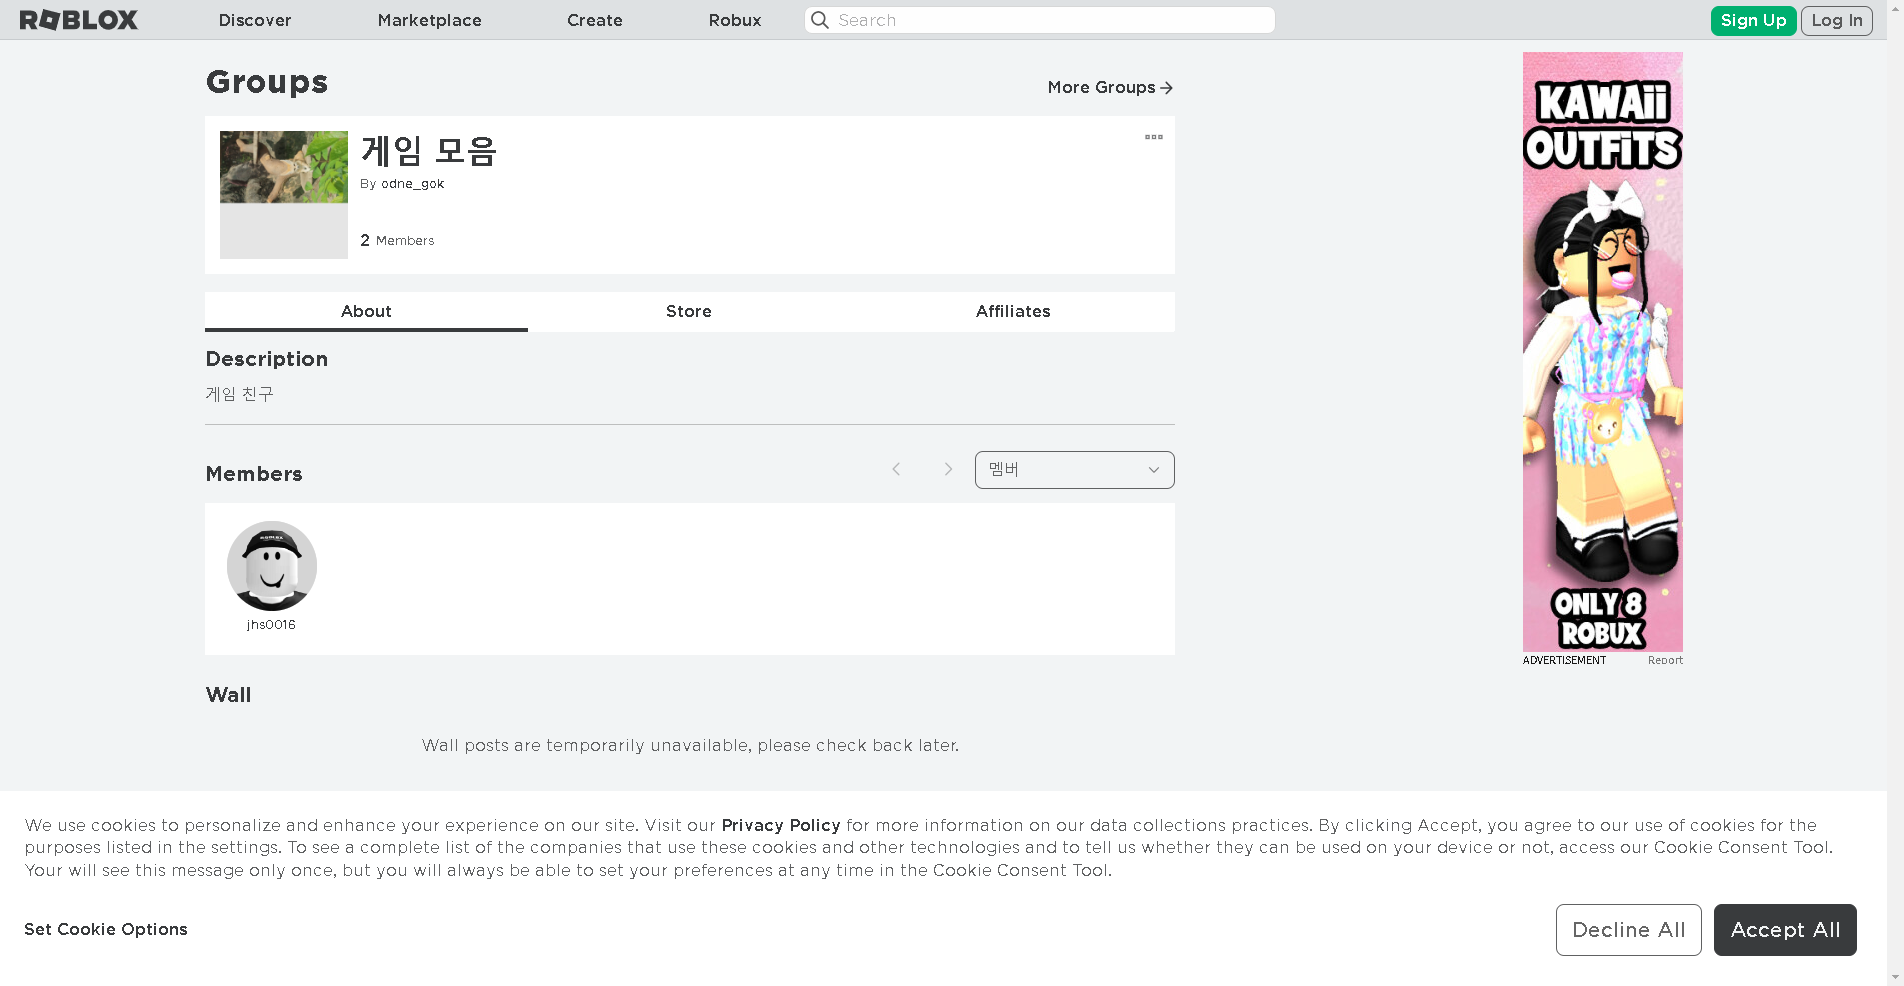 ROBLOX
Discover
Marketplace
Create
Robux
Search
Sign Up
Log In
Groups
More Groups
게임 모음
By odne_gok
2 Members
About
Store
Affiliates
Description
게임 친구
Members
멤버
ROBLOX
jhs0016
Wall
Wall posts are temporarily unavailable, please check back later.
KAWAii
OUTFiTS
ONLY 8
ROBUX
ADVERTISEMENT
Report
We use cookies to personalize and enhance your experience on our site. Visit our Privacy Policy for more information on our data collections practices. By clicking Accept, you agree to our use of cookies for the
purposes listed in the settings. To see a complete list of the companies that use these cookies and other technologies and to tell us whether they can be used on your device or not, access our Cookie Consent Tool.
Your will see this message only once, but you will always be able to set your preferences at any time in the Cookie Consent Tool.
Set Cookie Options
Decline All
Accept All